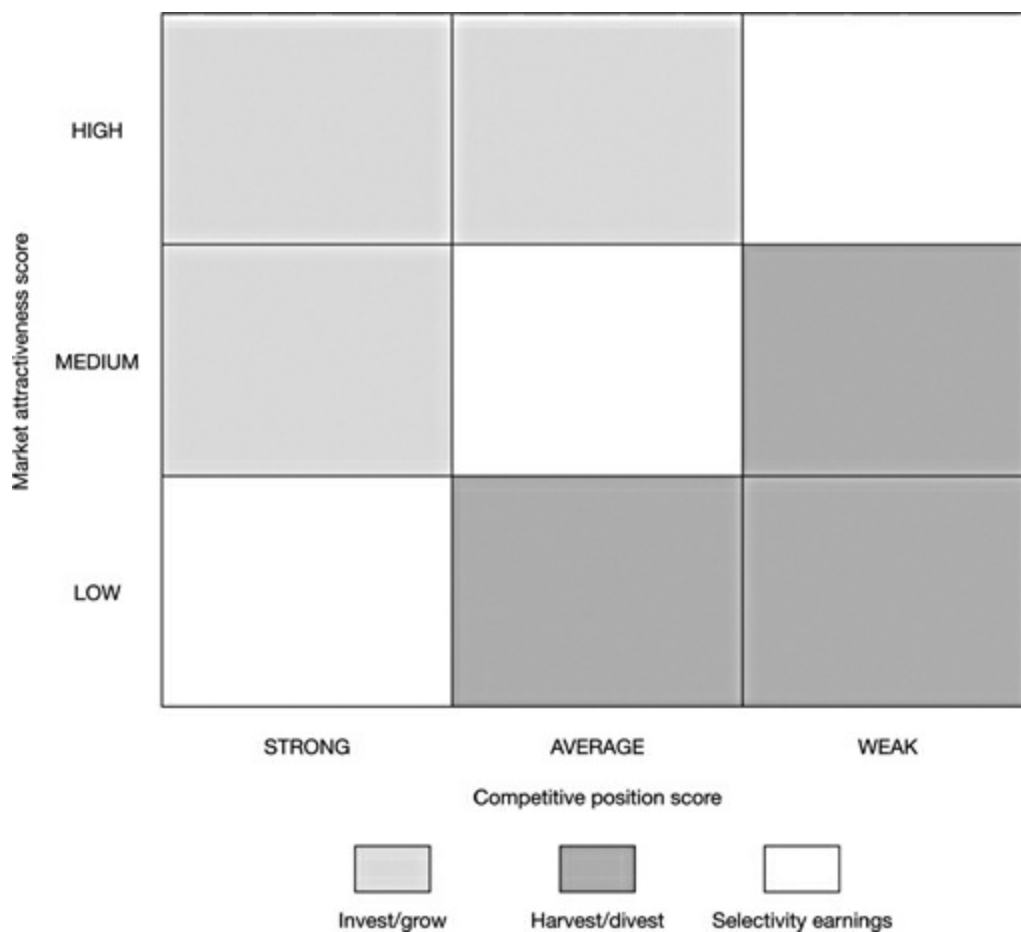 HIGH
MEDIUM
LOW
Market attractiveness score
STRONG AVERAGE WEAK
Competitive position score
Invest/grow Harvest/divest Selectivity earnings